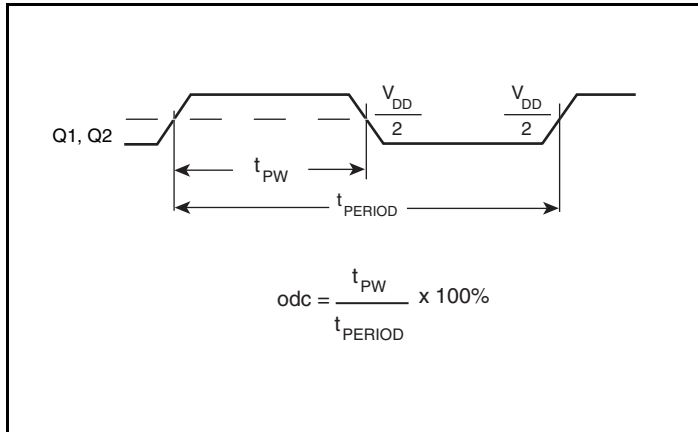 V_DD/2
V_DD/2
Q1, Q2
t_PW
t_PERIOD
odc = t_PW/t_PERIOD x 100%